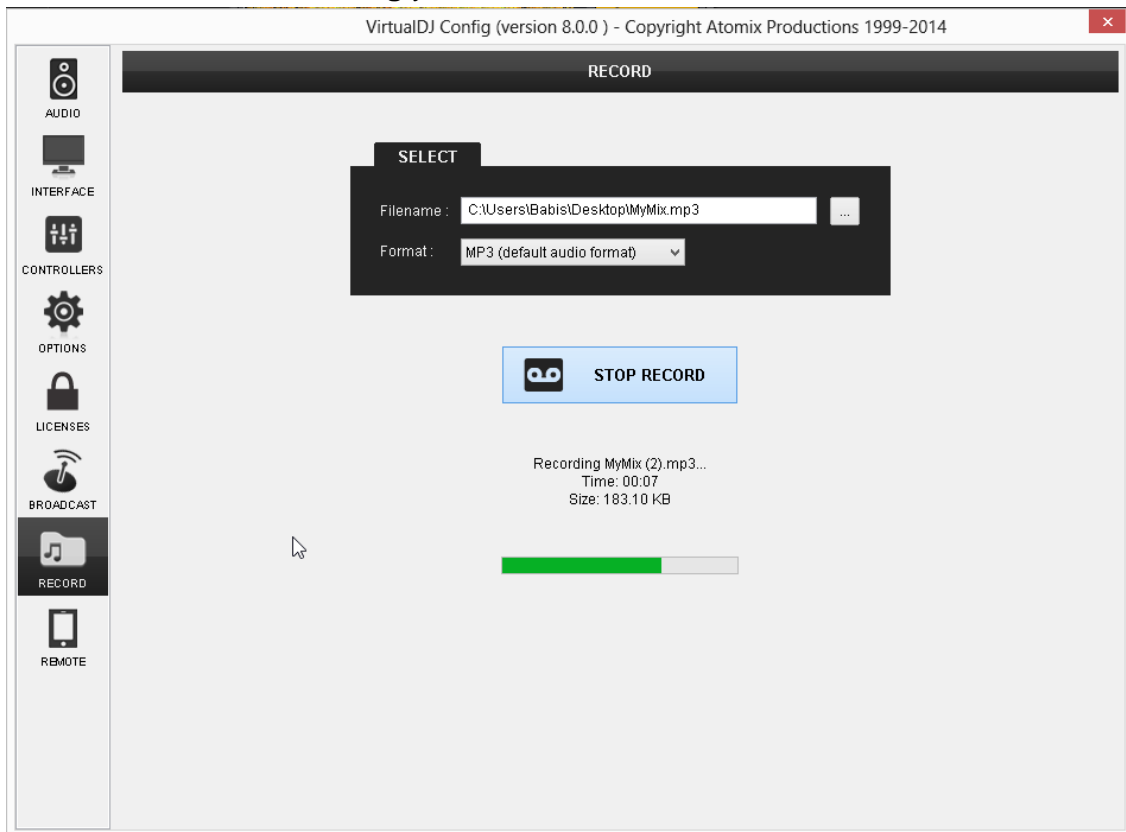 VirtualDJ Config (version 8.0.0 ) - Copyright Atomix Productions 1999-2014
RECORD
AUDIO
INTERFACE
CONTROLLERS
OPTIONS
LICENSES
BROADCAST
RECORD
REMOTE
SELECT
Filename : C:\Users\Babis\Desktop\MyMix.mp3 ...
Format : MP3 (default audio format)
STOP RECORD
Recording MyMix (2).mp3...
Time: 00:07
Size: 183.10 KB